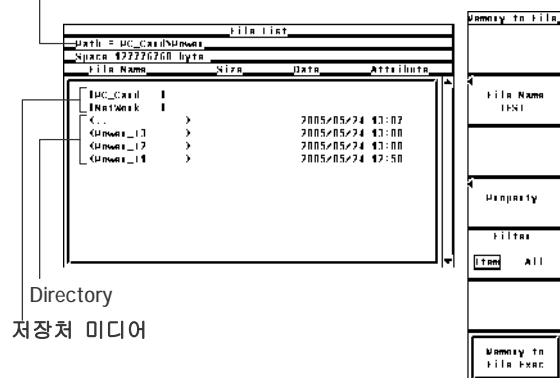 File List
Memory to File
Path = PC_Card\Power
Space 127776260 byte
File Name Size Date Attribute
[PC_Card ]
[NetWork ]
<.. > 2005/05/24 13:02
<Power_13 > 2005/05/24 13:00
<Power_12 > 2005/05/24 13:00
<Power_11 > 2005/05/24 12:50
File Name
TEST
Property
Filter
Item All
Memory to
File Exec
Directory
저장처 미디어